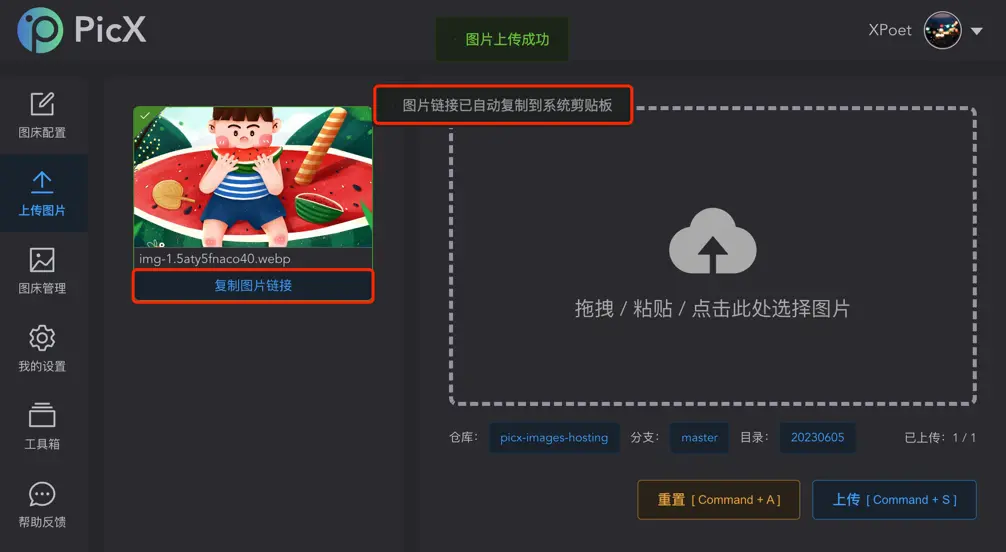 PicX
图片上传成功
XPoet
图片链接已自动复制到系统剪贴板
图床配置
上传图片
图床管理
我的设置
工具箱
帮助反馈
img-1.5aty5fnaco40.webp
复制图片链接
拖拽 / 粘贴 / 点击此处选择图片
仓库: picx-images-hosting 分支: master 目录: 20230605 已上传: 1 / 1
重置 [ Command + A ] 上传 [ Command + S ]